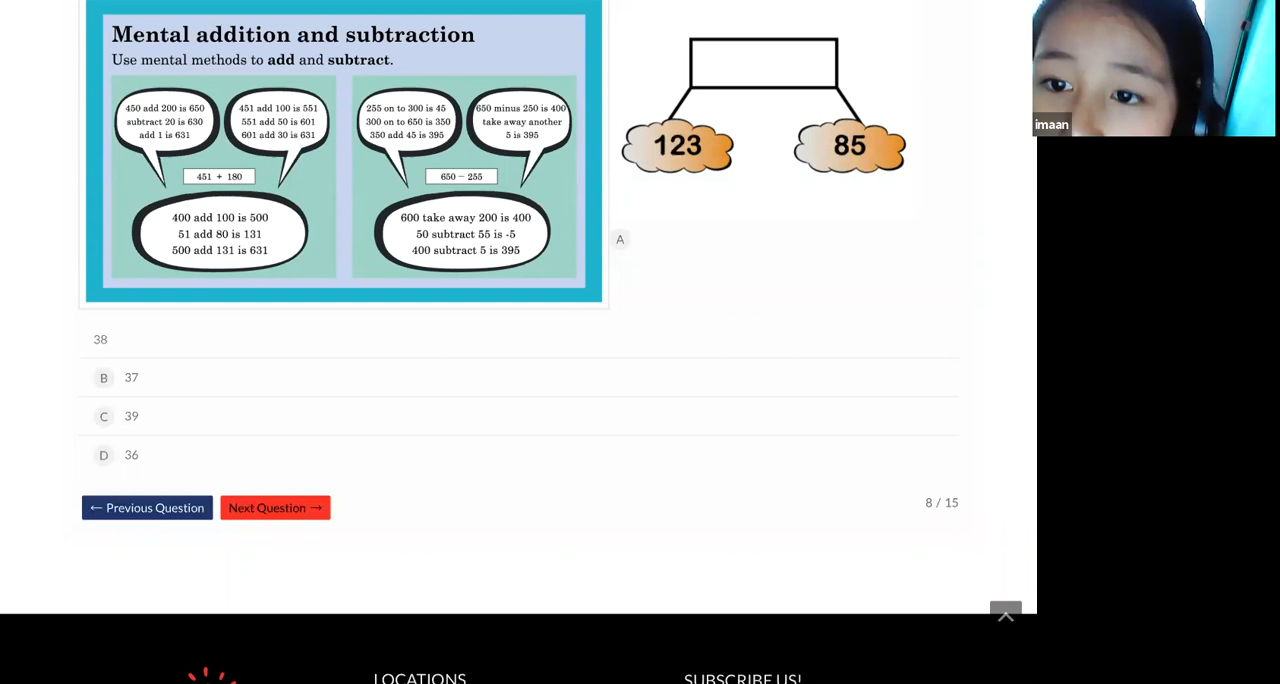 Mental addition and subtraction
Use mental methods to add and subtract.
450 add 200 is 650
subtract 20 is 630
add 1 is 631
451 add 100 is 551
551 add 50 is 601
601 add 30 is 631
451 + 180
400 add 100 is 500
51 add 80 is 131
500 add 131 is 631
255 on to 300 is 45
300 on to 650 is 350
350 add 45 is 395
650 minus 250 is 400
take away another
5 is 395
650 − 255
600 take away 200 is 400
50 subtract 55 is -5
400 subtract 5 is 395
123
85
imaan
A
38
B 37
C 39
D 36
← Previous Question
Next Question →
8 / 15
LOCATIONS
SUBSCRIBE US!